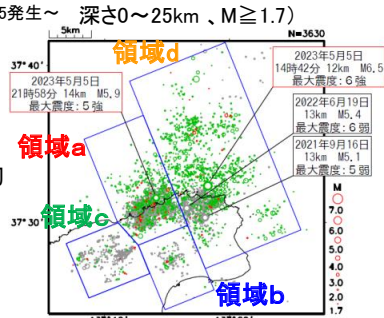 5発生~ 深さ0~25km 、M≧1.7)
5km
N=3630
領域d
37°40′
2023年5月5日
14時42分 12km M6.5
最大震度:6強
2023年5月5日
21時58分 14km M5.9
最大震度:5強
2022年6月19日
13km M5.4
最大震度:6弱
2021年9月16日
13km M5.1
最大震度:5弱
領域a
領域c
37°30′
領域b
M
7.0
6.0
5.0
4.0
3.0
2.0
1.7